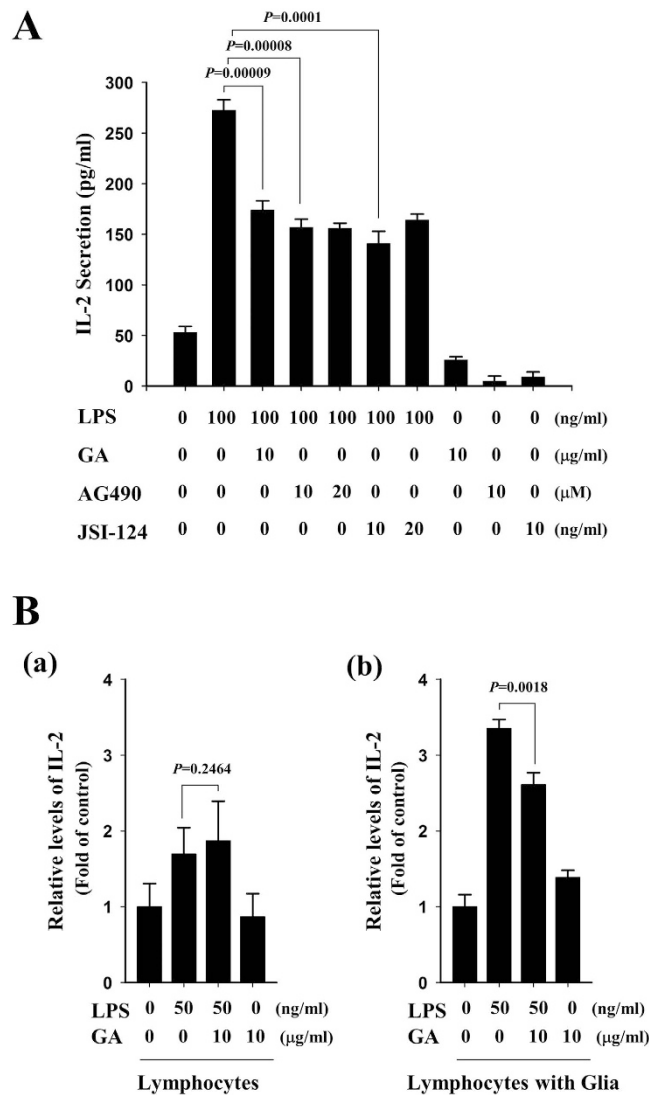 A
P=0.0001
P=0.00008
P=0.00009
IL-2 Secretion (pg/ml)
300
250
200
150
100
50
0
LPS 0 100 100 100 100 100 100 0 0 0 (ng/ml)
GA 0 0 10 0 0 0 0 10 0 0 (μg/ml)
AG490 0 0 0 10 20 0 0 0 10 0 (μM)
JSI-124 0 0 0 0 0 10 20 0 0 10 (ng/ml)
B
(a)
Relative levels of IL-2
(Fold of control)
4
3
2
1
0
P=0.2464
LPS 0 50 50 0 (ng/ml)
GA 0 0 10 10 (μg/ml)
Lymphocytes
(b)
Relative levels of IL-2
(Fold of control)
4
3
2
1
0
P=0.0018
LPS 0 50 50 0 (ng/ml)
GA 0 0 10 10 (μg/ml)
Lymphocytes with Glia